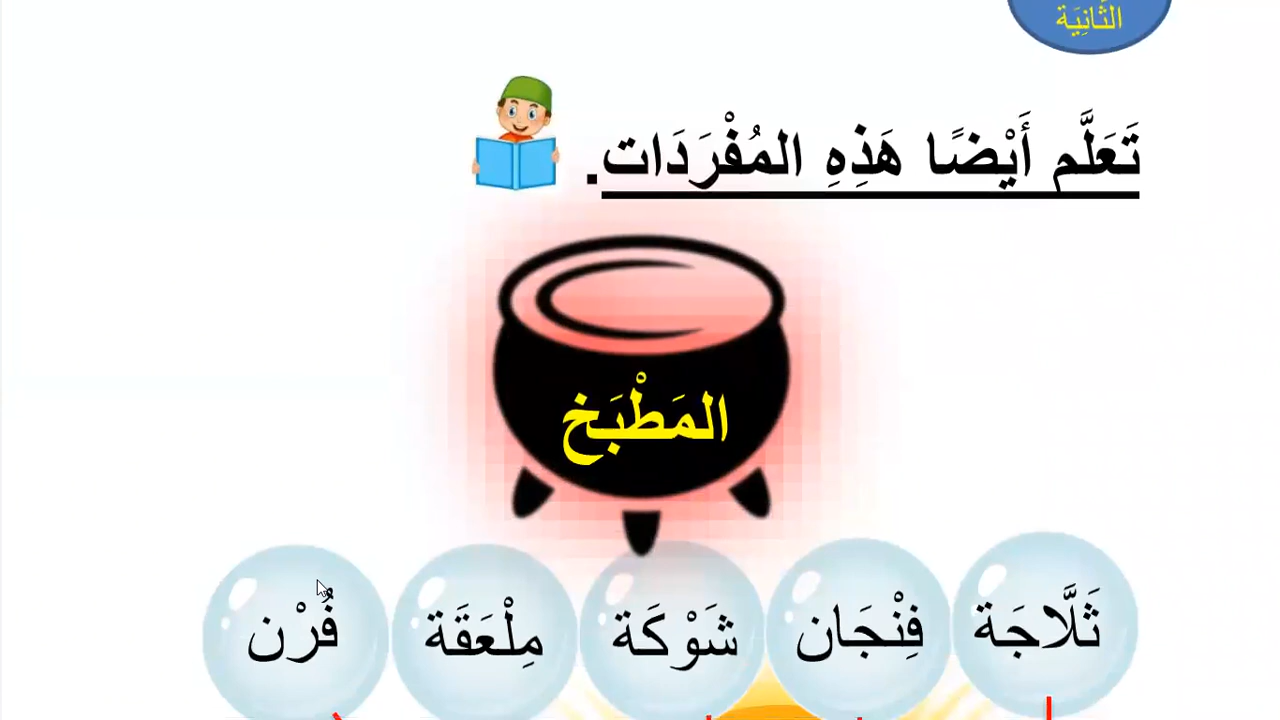 الثَّانِيَة
تَعَلَّم أَيْضًا هَذِهِ المُفْرَدَات.
المَطْبَخ
ثَلَّاجَة فِنْجَان شَوْكَة مِلْعَقَة فُرْن